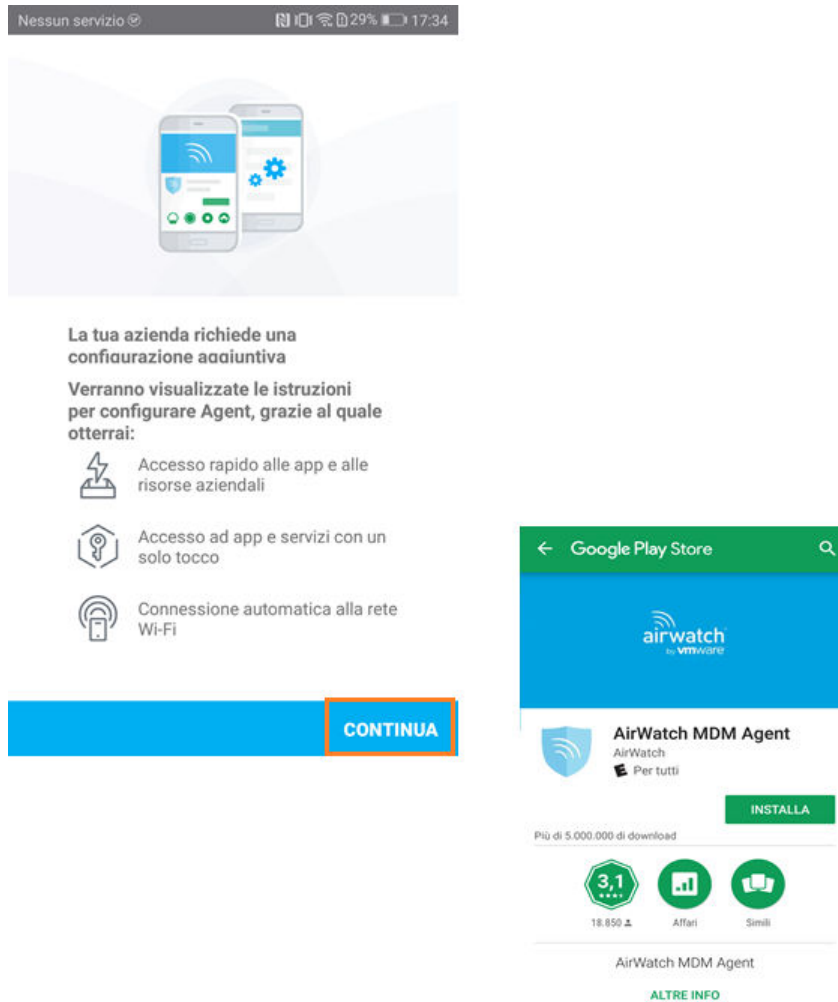 Nessun servizio
29% 17:34
La tua azienda richiede una
configurazione aggiuntiva
Verranno visualizzate le istruzioni
per configurare Agent, grazie al quale
otterrai:
Accesso rapido alle app e alle
risorse aziendali
Accesso ad app e servizi con un
solo tocco
Connessione automatica alla rete
Wi-Fi
CONTINUA
Google Play Store
airwatch
by vmware
AirWatch MDM Agent
AirWatch
E Per tutti
INSTALLA
Più di 5.000.000 di download
3,1
18.850 Affari Simili
AirWatch MDM Agent
ALTRE INFO